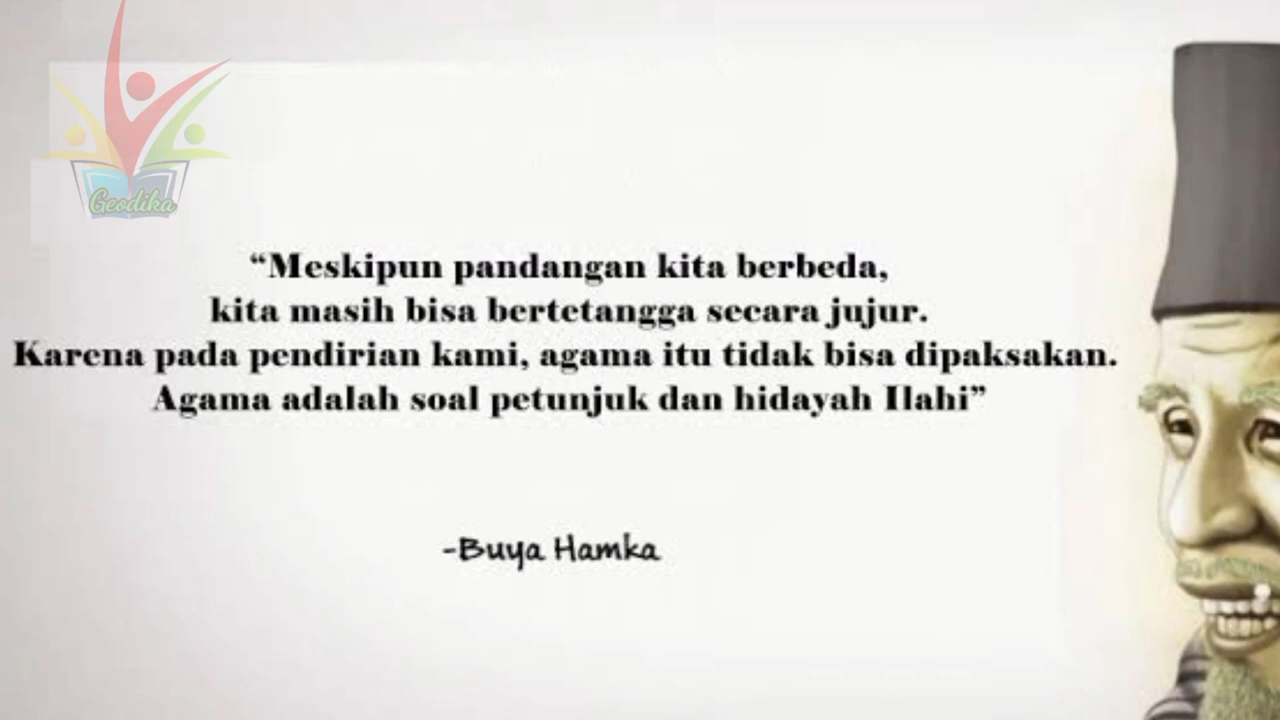 Geodika
“Meskipun pandangan kita berbeda,
kita masih bisa bertetangga secara jujur.
Karena pada pendirian kami, agama itu tidak bisa dipaksakan.
Agama adalah soal petunjuk dan hidayah Ilahi”
-Buya Hamka